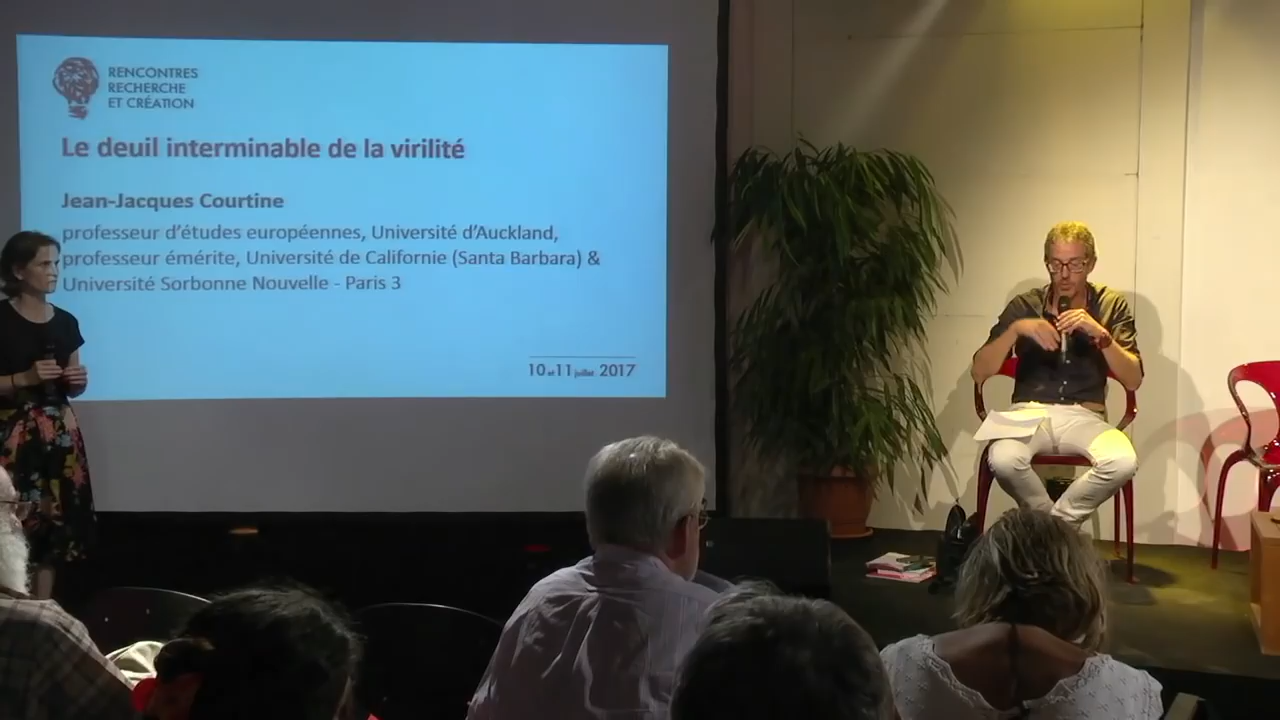 RENCONTRES
RECHERCHE
ET CRÉATION
Le deuil interminable de la virilité
Jean-Jacques Courtine
professeur d'études européennes, Université d'Auckland,
professeur émérite, Université de Californie (Santa Barbara) &
Université Sorbonne Nouvelle - Paris 3
10 et 11 juillet 2017